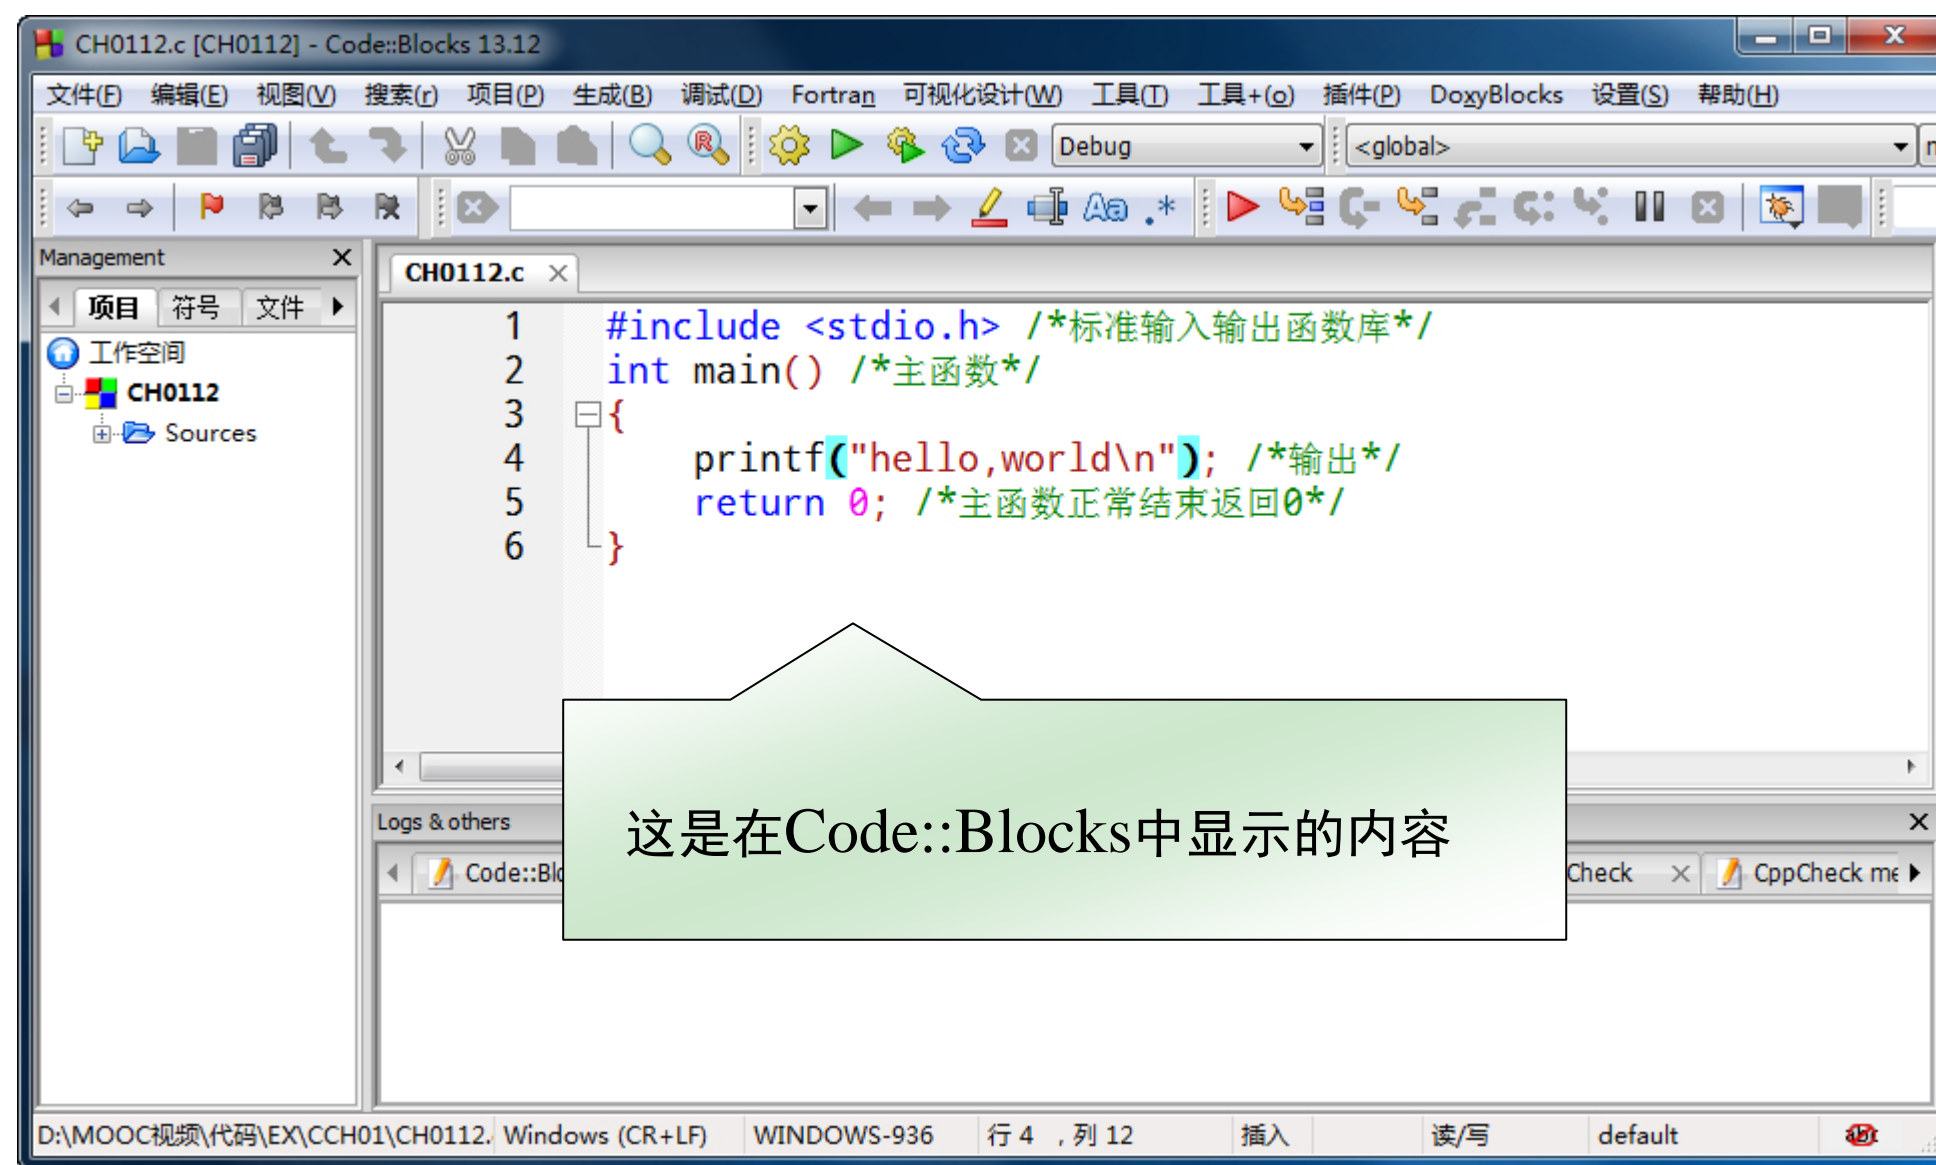 CH0112.c [CH0112] - Code::Blocks 13.12
文件(F) 编辑(E) 视图(V) 搜索(r) 项目(P) 生成(B) 调试(D) Fortran 可视化设计(W) 工具(T) 工具+(o) 插件(P) DoxyBlocks 设置(S) 帮助(H)
Debug <global>
Management
CH0112.c
项目 符号 文件
工作空间
CH0112
Sources
1 #include <stdio.h> /*标准输入输出函数库*/
2 int main() /*主函数*/
3 {
4 printf("hello,world\n"); /*输出*/
5 return 0; /*主函数正常结束返回0*/
6 }
这是在Code::Blocks中显示的内容
Logs & others
Code::Blo Check CppCheck me
D:\MOOC视频\代码\EX\CCH01\CH0112. Windows (CR+LF) WINDOWS-936 行 4 , 列 12 插入 读/写 default